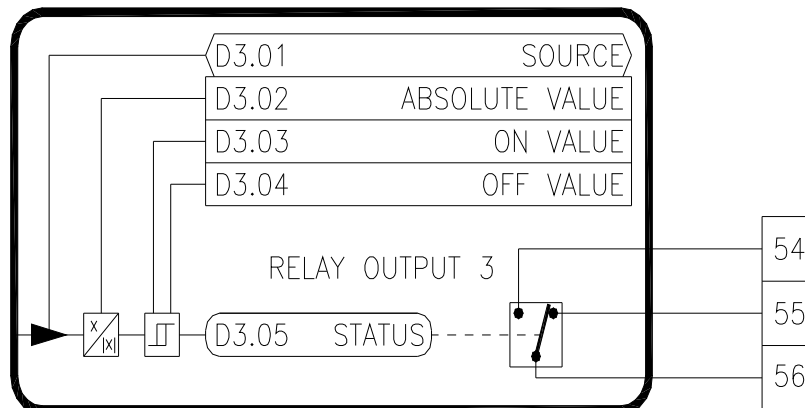 D3.01 SOURCE
D3.02 ABSOLUTE VALUE
D3.03 ON VALUE
D3.04 OFF VALUE
54
RELAY OUTPUT 3
55
x
|x|
D3.05 STATUS
56